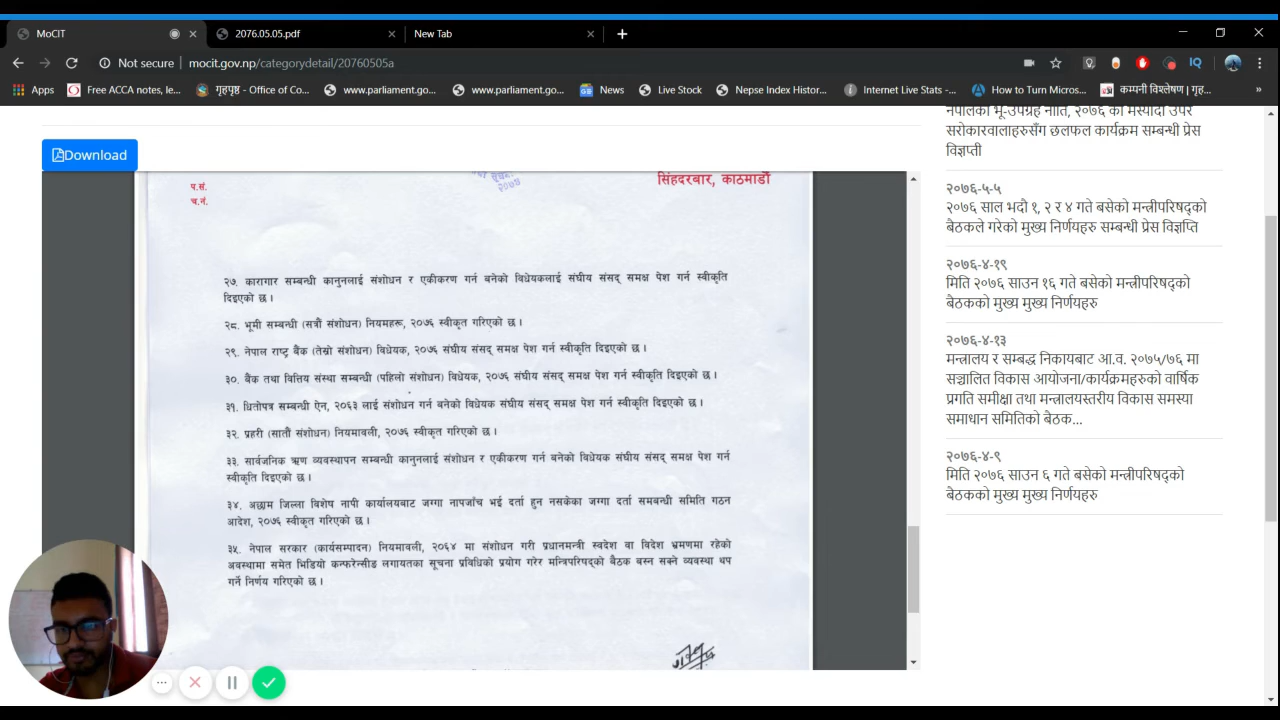 MoCIT
2076.05.05.pdf
New Tab
Not secure | mocit.gov.np/categorydetail/20760505a
IQ
Apps
Free ACCA notes, le...
गृहपृष्ठ - Office of Co...
www.parliament.go...
www.parliament.go...
News
Live Stock
Nepse Index Histor...
Internet Live Stats -...
How to Turn Micros...
कम्पनी विश्लेषण | गृह...
»
Download
प.सं.
च.नं.
२०७५
सिंहदरबार, काठमाडौं
२७. कारागार सम्बन्धी कानुनलाई संशोधन र एकीकरण गर्न बनेको विधेयकलाई संघीय संसद् समक्ष पेश गर्न स्वीकृति
दिइएको छ ।
२८. भूमी सम्बन्धी (सत्रौं संशोधन) नियमहरू, २०७६ स्वीकृत गरिएको छ ।
२९. नेपाल राष्ट्र बैंक (तेस्रो संशोधन) विधेयक, २०७६ संघीय संसद् समक्ष पेश गर्न स्वीकृति दिइएको छ ।
३०. बैंक तथा वित्तिय संस्था सम्बन्धी (पहिलो संशोधन) विधेयक, २०७६ संघीय संसद् समक्ष पेश गर्न स्वीकृति दिइएको छ ।
३१. धितोपत्र सम्बन्धी ऐन, २०६३ लाई संशोधन गर्न बनेको विधेयक संघीय संसद् समक्ष पेश गर्न स्वीकृति दिइएको छ ।
३२. प्रहरी (सातौं संशोधन) नियमावली, २०७६ स्वीकृत गरिएको छ ।
३३. सार्वजनिक ऋण व्यवस्थापन सम्बन्धी कानुनलाई संशोधन र एकीकरण गर्न बनेको विधेयक संघीय संसद् समक्ष पेश गर्न
स्वीकृति दिइएको छ ।
३४. अछाम जिल्ला विशेष नापी कार्यालयबाट जग्गा नापजाँच भई दर्ता हुन नसकेका जग्गा दर्ता समबन्धी समिति गठन
आदेश, २०७६ स्वीकृत गरिएको छ ।
३५. नेपाल सरकार (कार्यसम्पादन) नियमावली, २०६४ मा संशोधन गरी प्रधानमन्त्री स्वदेश वा विदेश भ्रमणमा रहेको
अवस्थामा समेत भिडियो कन्फरेन्सीङ लगायतका सूचना प्रविधिको प्रयोग गरेर मन्त्रिपरिषद्को बैठक बस्न सक्ने व्यवस्था थप
गर्ने निर्णय गरिएको छ ।
नेपालको भू-उपग्रह नीति, २०७६ को मस्यौदा उपर
सरोकारवालाहरुसँग छलफल कार्यक्रम सम्बन्धी प्रेस
विज्ञप्ती
२०७६-५-५
२०७६ साल भदौ १, २ र ४ गते बसेको मन्त्रीपरिषद्को
बैठकले गरेको मुख्य निर्णयहरु सम्बन्धी प्रेस विज्ञप्ति
२०७६-४-१९
मिति २०७६ साउन १६ गते बसेको मन्त्रीपरिषद्को
बैठकको मुख्य मुख्य निर्णयहरु
२०७६-४-१३
मन्त्रालय र सम्बद्ध निकायबाट आ.व. २०७५/७६ मा
सञ्चालित विकास आयोजना/कार्यक्रमहरुको वार्षिक
प्रगति समीक्षा तथा मन्त्रालयस्तरीय विकास समस्या
समाधान समितिको बैठक...
२०७६-४-९
मिति २०७६ साउन ६ गते बसेको मन्त्रीपरिषद्को
बैठकको मुख्य मुख्य निर्णयहरु